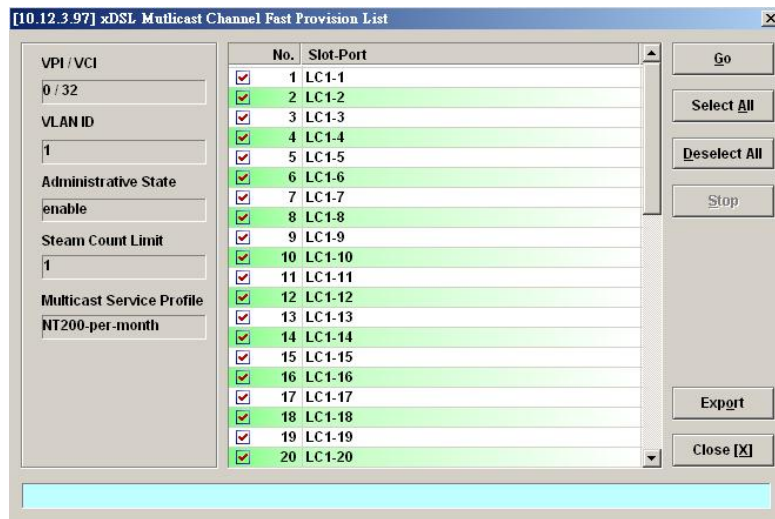 [10.12.3.97] xDSL Mutlicast Channel Fast Provision List
VPI / VCI
0 / 32
VLAN ID
1
Administrative State
enable
Steam Count Limit
1
Multicast Service Profile
NT200-per-month
No. Slot-Port
1 LC1-1
2 LC1-2
3 LC1-3
4 LC1-4
5 LC1-5
6 LC1-6
7 LC1-7
8 LC1-8
9 LC1-9
10 LC1-10
11 LC1-11
12 LC1-12
13 LC1-13
14 LC1-14
15 LC1-15
16 LC1-16
17 LC1-17
18 LC1-18
19 LC1-19
20 LC1-20
Go
Select All
Deselect All
Stop
Export
Close [X]